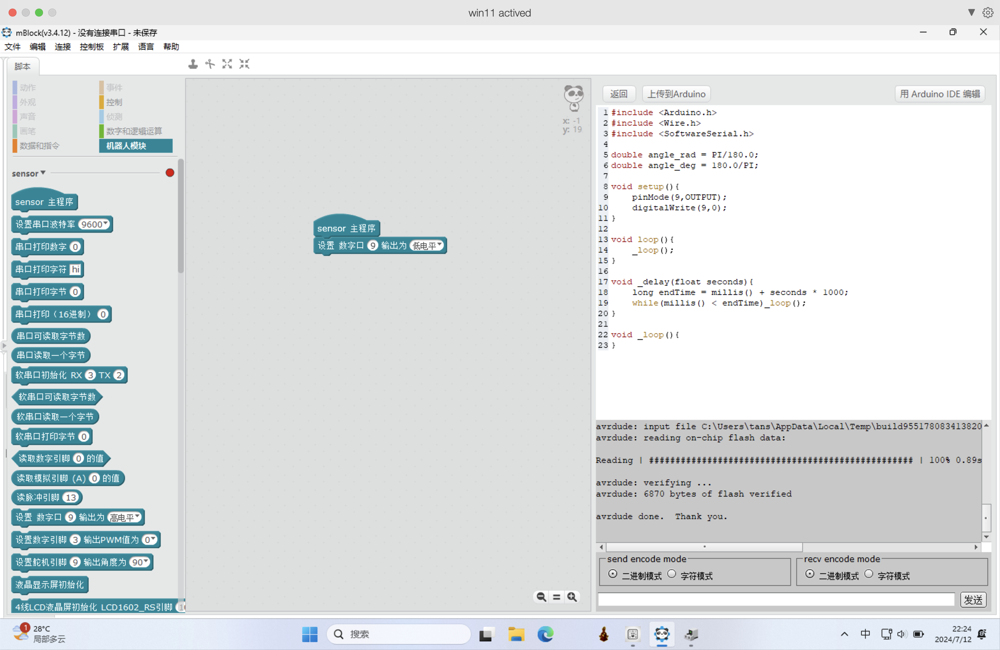 win11 actived
mBlock(v3.4.12) - 没有连接串口 - 未保存
文件 编辑 连接 控制板 扩展 语言 帮助
脚本
动作 事件
外观 控制
声音 侦测
画笔 数字和逻辑运算
数据和指令 机器人模块
sensor
sensor 主程序
设置串口波特率 9600
串口打印数字 0
串口打印字符 hi
串口打印字节 0
串口打印（16进制） 0
串口可读取字节数
串口读取一个字节
软串口初始化 RX 3 TX 2
软串口可读取字节数
软串口读取一个字节
软串口打印字节 0
读取数字引脚 0 的值
读取模拟引脚 (A) 0 的值
读脉冲引脚 13
设置 数字口 9 输出为 高电平
设置数字引脚 3 输出PWM值为 0
设置舵机引脚 9 输出角度为 90
液晶显示屏初始化
4线LCD液晶屏初始化 LCD1602_RS引脚
x: -1
y: 19
sensor 主程序
设置 数字口 9 输出为 低电平
返回 上传到Arduino 用 Arduino IDE 编辑
1 #include <Arduino.h>
2 #include <Wire.h>
3 #include <SoftwareSerial.h>
4
5 double angle_rad = PI/180.0;
6 double angle_deg = 180.0/PI;
7
8 void setup(){
9 pinMode(9,OUTPUT);
10 digitalWrite(9,0);
11 }
12
13 void loop(){
14 _loop();
15 }
16
17 void _delay(float seconds){
18 long endTime = millis() + seconds * 1000;
19 while(millis() < endTime)_loop();
20 }
21
22 void _loop(){
23 }
avrdude: input file C:\Users\tans\AppData\Local\Temp\build955178083413820
avrdude: reading on-chip flash data:
Reading | ################################################## | 100% 0.89s
avrdude: verifying ...
avrdude: 6870 bytes of flash verified
avrdude done.  Thank you.
send encode mode
二进制模式 字符模式
recv encode mode
二进制模式 字符模式
发送
1
28°C
局部多云
搜索
中
22:24
2024/7/12